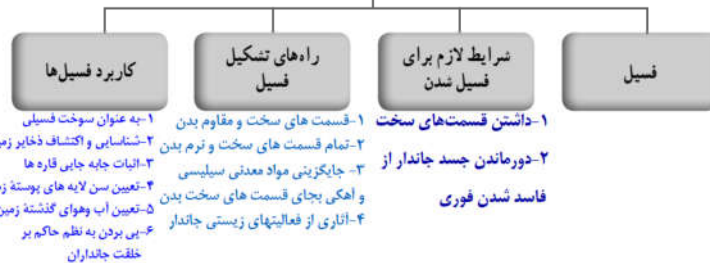 فسیل
شرایط لازم برای
فسیل شدن
۱-داشتن قسمت‌های سخت
۲-دورماندن جسد جاندار از
فاسد شدن فوری
راه‌های تشکیل
فسیل
۱-قسمت های سخت و مقاوم بدن
۲-تمام قسمت های سخت و نرم بدن
۳- جایگزینی مواد معدنی سیلیسی
و آهکی بجای قسمت های سخت بدن
۴-آثاری از فعالیتهای زیستی جاندار
کاربرد فسیل‌ها
۱-به عنوان سوخت فسیلی
۲-شناسایی و اکتشاف ذخایر
۳-اثبات جابه جایی قاره ها
۴-تعیین سن لایه های پوستهٔ
۵-تعیین آب وهوای گذشتهٔ زمین
۶-پی بردن به نظم حاکم بر
خلقت جانداران